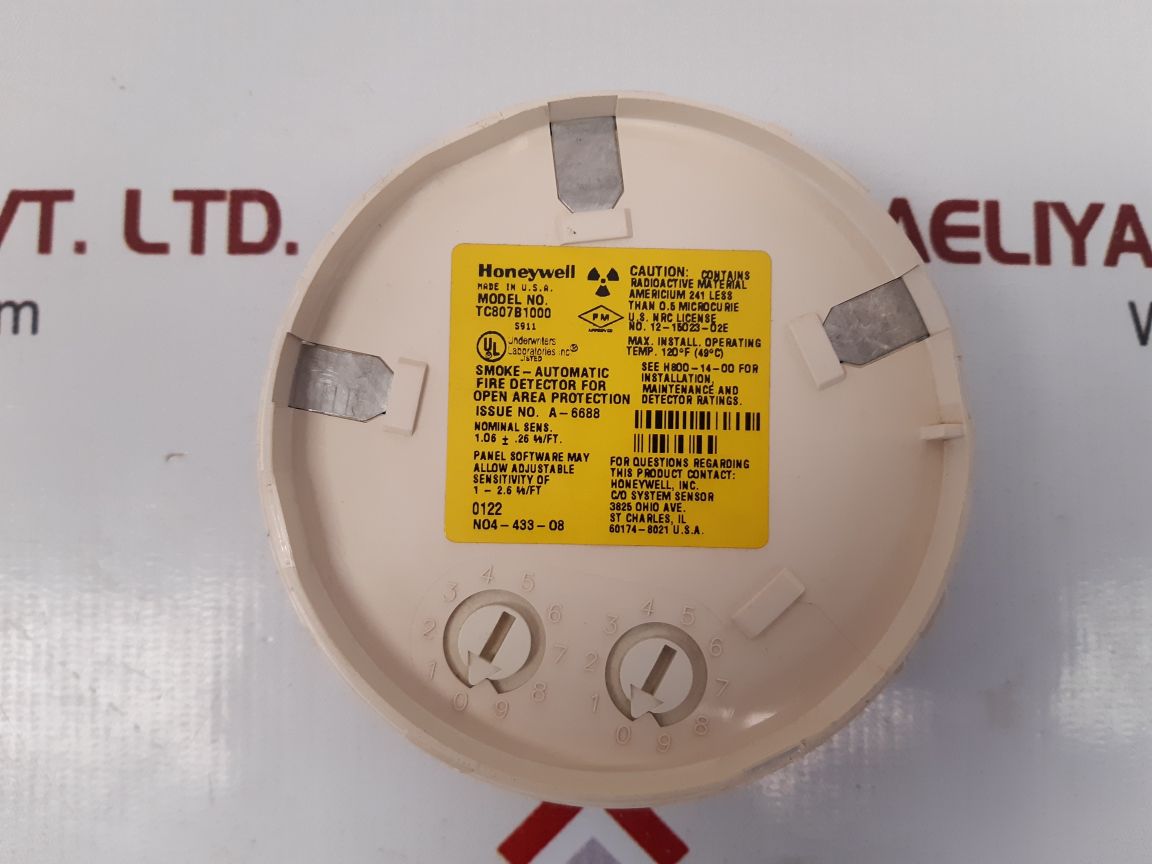 VT. LTD.
m
AELIYA
W
Honeywell
MADE IN U.S.A.
MODEL NO.
TC807B1000
S911
UL
Underwriters
Laboratories Inc®
LISTED
FM
APPROVED
SMOKE-AUTOMATIC
FIRE DETECTOR FOR
OPEN AREA PROTECTION
ISSUE NO. A-6688
NOMINAL SENS.
1.06 ± .26 %/FT.
PANEL SOFTWARE MAY
ALLOW ADJUSTABLE
SENSITIVITY OF
1 - 2.6 %/FT
0122
N04-433-08
CAUTION: CONTAINS
RADIOACTIVE MATERIAL
AMERICIUM 241 LESS
THAN 0.5 MICROCURIE
U.S. NRC LICENSE
NO. 12-15023-02E
MAX. INSTALL. OPERATING
TEMP. 120°F (49°C)
SEE H800-14-00 FOR
INSTALLATION,
MAINTENANCE AND
DETECTOR RATINGS.
FOR QUESTIONS REGARDING
THIS PRODUCT CONTACT:
HONEYWELL, INC.
C/O SYSTEM SENSOR
3825 OHIO AVE.
ST CHARLES, IL
60174-8021 U.S.A.
0 1 2 3 4 5 6 7 8 9
0 1 2 3 4 5 6 7 8 9